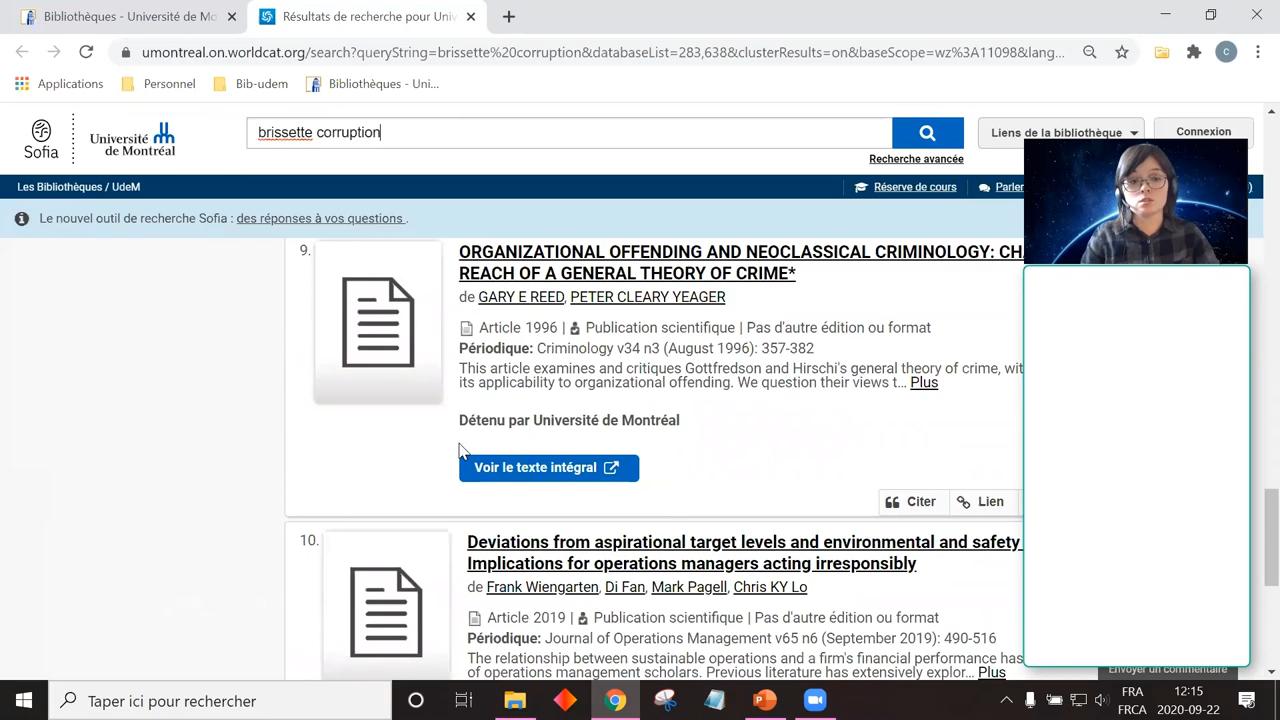 Bibliothèques - Université de Mo
Résultats de recherche pour Univ
umontreal.on.worldcat.org/search?queryString=brissette%20corruption&databaseList=283,638&clusterResults=on&baseScope=wz%3A11098&lang...
C
Applications
Personnel
Bib-udem
Bibliothèques - Uni...
Sofia
Université
de Montréal
brissette corruption
Liens de la bibliothèque
Connexion
Recherche avancée
Les Bibliothèques / UdeM
Réserve de cours
Parler
)
Le nouvel outil de recherche Sofia : des réponses à vos questions .
9.
ORGANIZATIONAL OFFENDING AND NEOCLASSICAL CRIMINOLOGY: CH
REACH OF A GENERAL THEORY OF CRIME*
de GARY E REED, PETER CLEARY YEAGER
Article 1996 | Publication scientifique | Pas d'autre édition ou format
Périodique: Criminology v34 n3 (August 1996): 357-382
This article examines and critiques Gottfredson and Hirschi's general theory of crime, wit
its applicability to organizational offending. We question their views t... Plus
Détenu par Université de Montréal
Voir le texte intégral
Citer
Lien
10.
Deviations from aspirational target levels and environmental and safety
Implications for operations managers acting irresponsibly
de Frank Wiengarten, Di Fan, Mark Pagell, Chris KY Lo
Article 2019 | Publication scientifique | Pas d'autre édition ou format
Périodique: Journal of Operations Management v65 n6 (September 2019): 490-516
The relationship between sustainable operations and a firm's financial performance has
of operations management scholars. Previous literature has extensively explor... Plus
Envoyer un commentaire
Taper ici pour rechercher
FRA
FRCA
12:15
2020-09-22